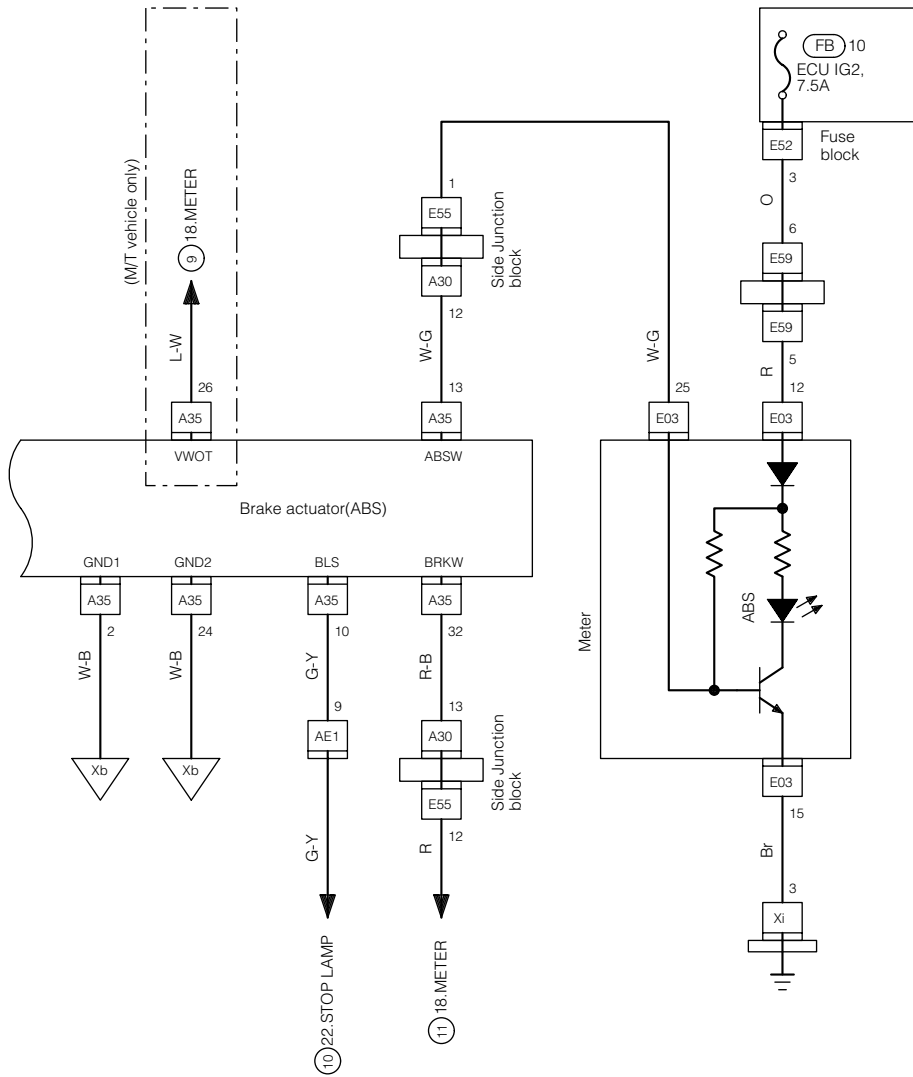 FB 10
ECU IG2,
7.5A
E52
Fuse
block
3
O
6
E59
E59
5
R
12
E03
(M/T vehicle only)
9 18.METER
L-W
26
A35
VWOT
1
E55
Side Junction
block
A30
12
W-G
13
A35
ABSW
W-G
25
E03
Brake actuator(ABS)
GND1
GND2
BLS
BRKW
A35
A35
A35
A35
2
24
10
32
W-B
W-B
G-Y
R-B
9
13
AE1
A30
Side Junction
block
E55
12
Xb
Xb
G-Y
R
10 22.STOP LAMP
11 18.METER
Meter
ABS
E03
15
Br
3
Xi